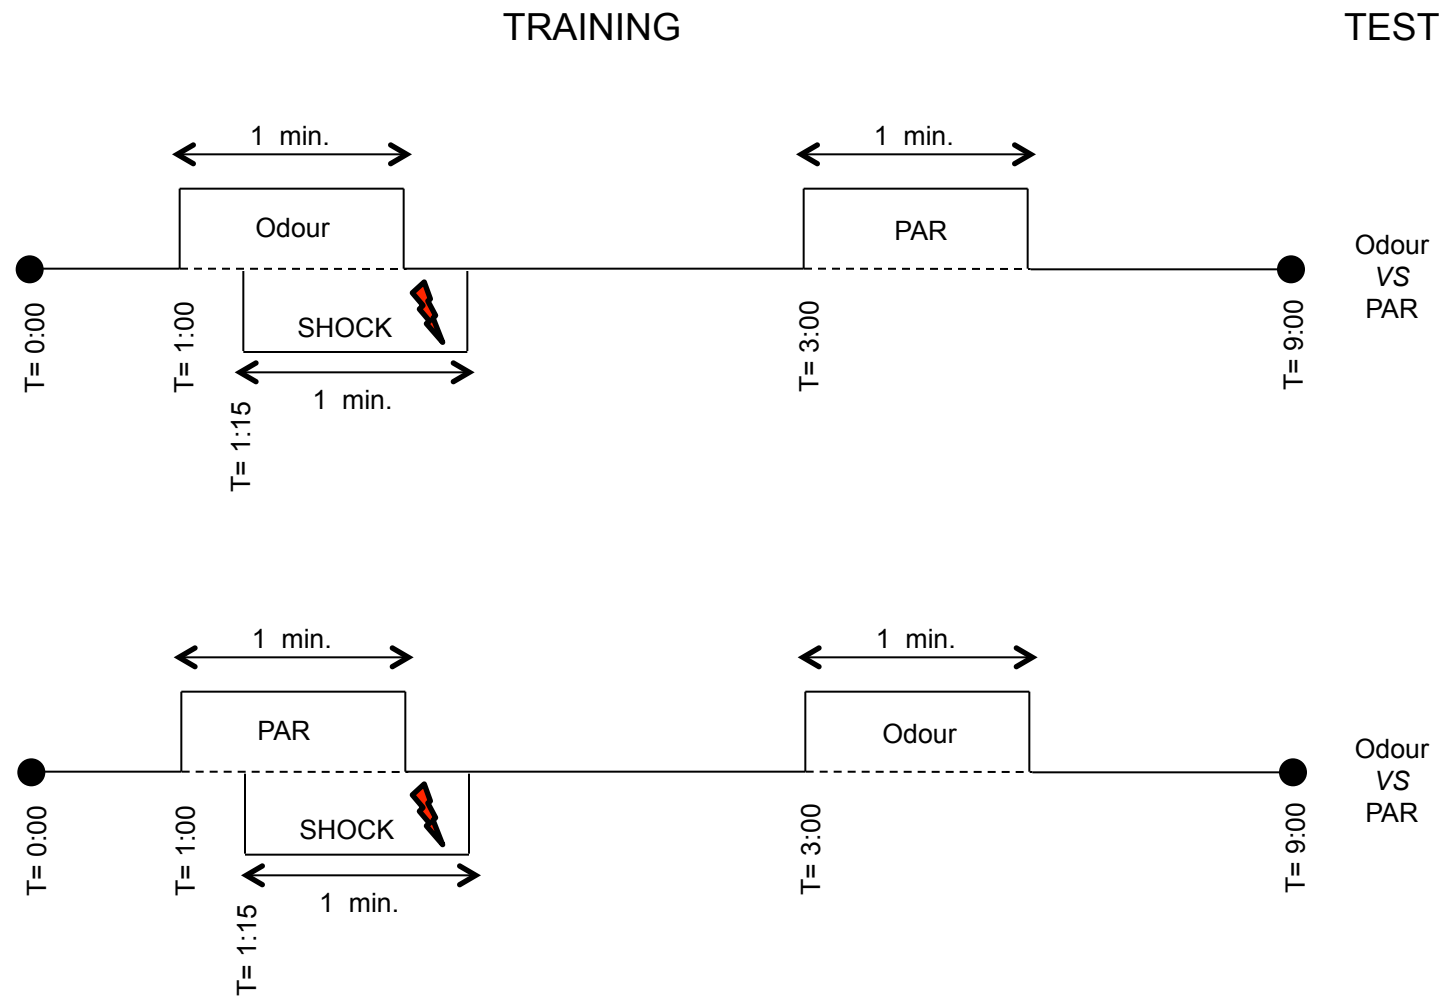 TRAINING
TEST
1 min.
1 min.
Odour
PAR
Odour
VS
PAR
SHOCK
T= 0:00
T= 1:00
T= 3:00
T= 9:00
1 min.
T= 1:15
1 min.
1 min.
PAR
Odour
Odour
VS
PAR
SHOCK
T= 0:00
T= 1:00
T= 3:00
T= 9:00
1 min.
T= 1:15